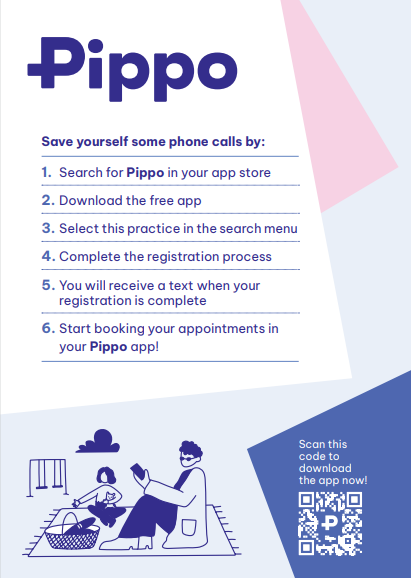 Pippo
Save yourself some phone calls by:
1. Search for Pippo in your app store
2. Download the free app
3. Select this practice in the search menu
4. Complete the registration process
5. You will receive a text when your
registration is complete
6. Start booking your appointments in
your Pippo app!
Scan this
code to
download
the app now!
P